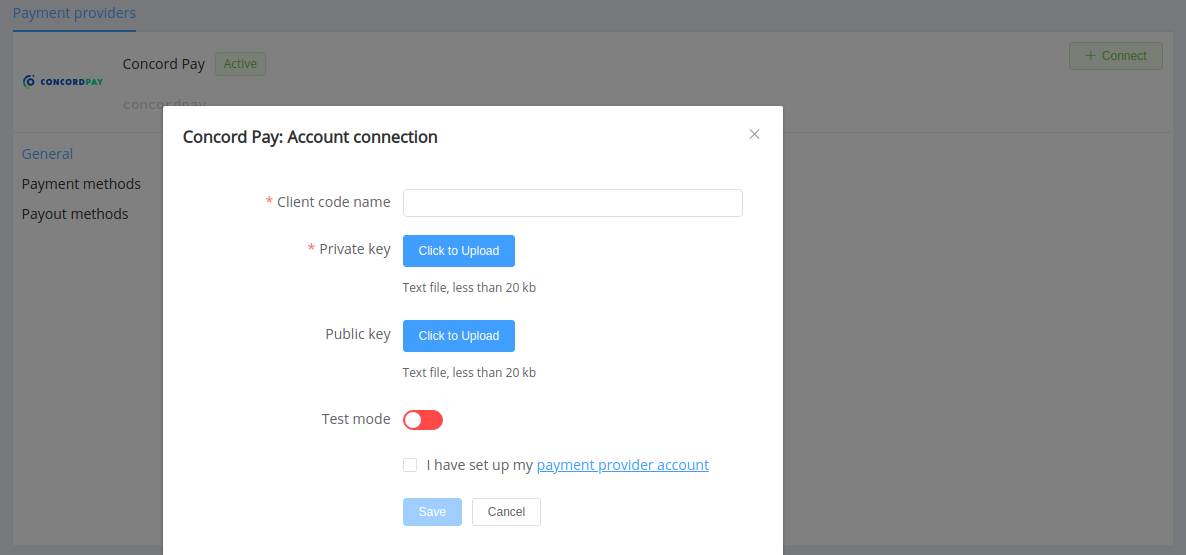 Payment providers
CONCORDPAY
Concord Pay
Active
+ Connect
concordpay
Concord Pay: Account connection
General
Payment methods
Payout methods
* Client code name
* Private key
Click to Upload
Text file, less than 20 kb
Public key
Click to Upload
Text file, less than 20 kb
Test mode
I have set up my payment provider account
Save
Cancel